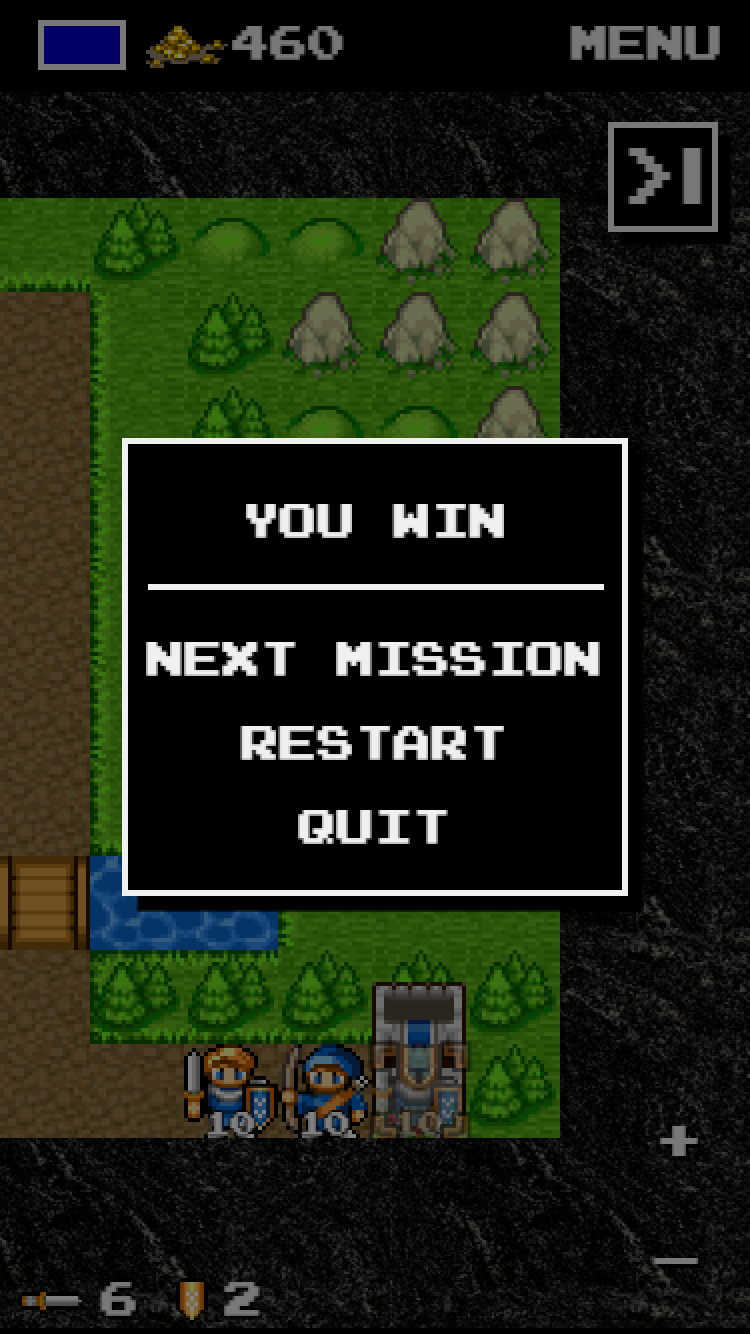 460 MENU
>|
YOU WIN
NEXT MISSION
RESTART
QUIT
10 10 10
+
−
6 2